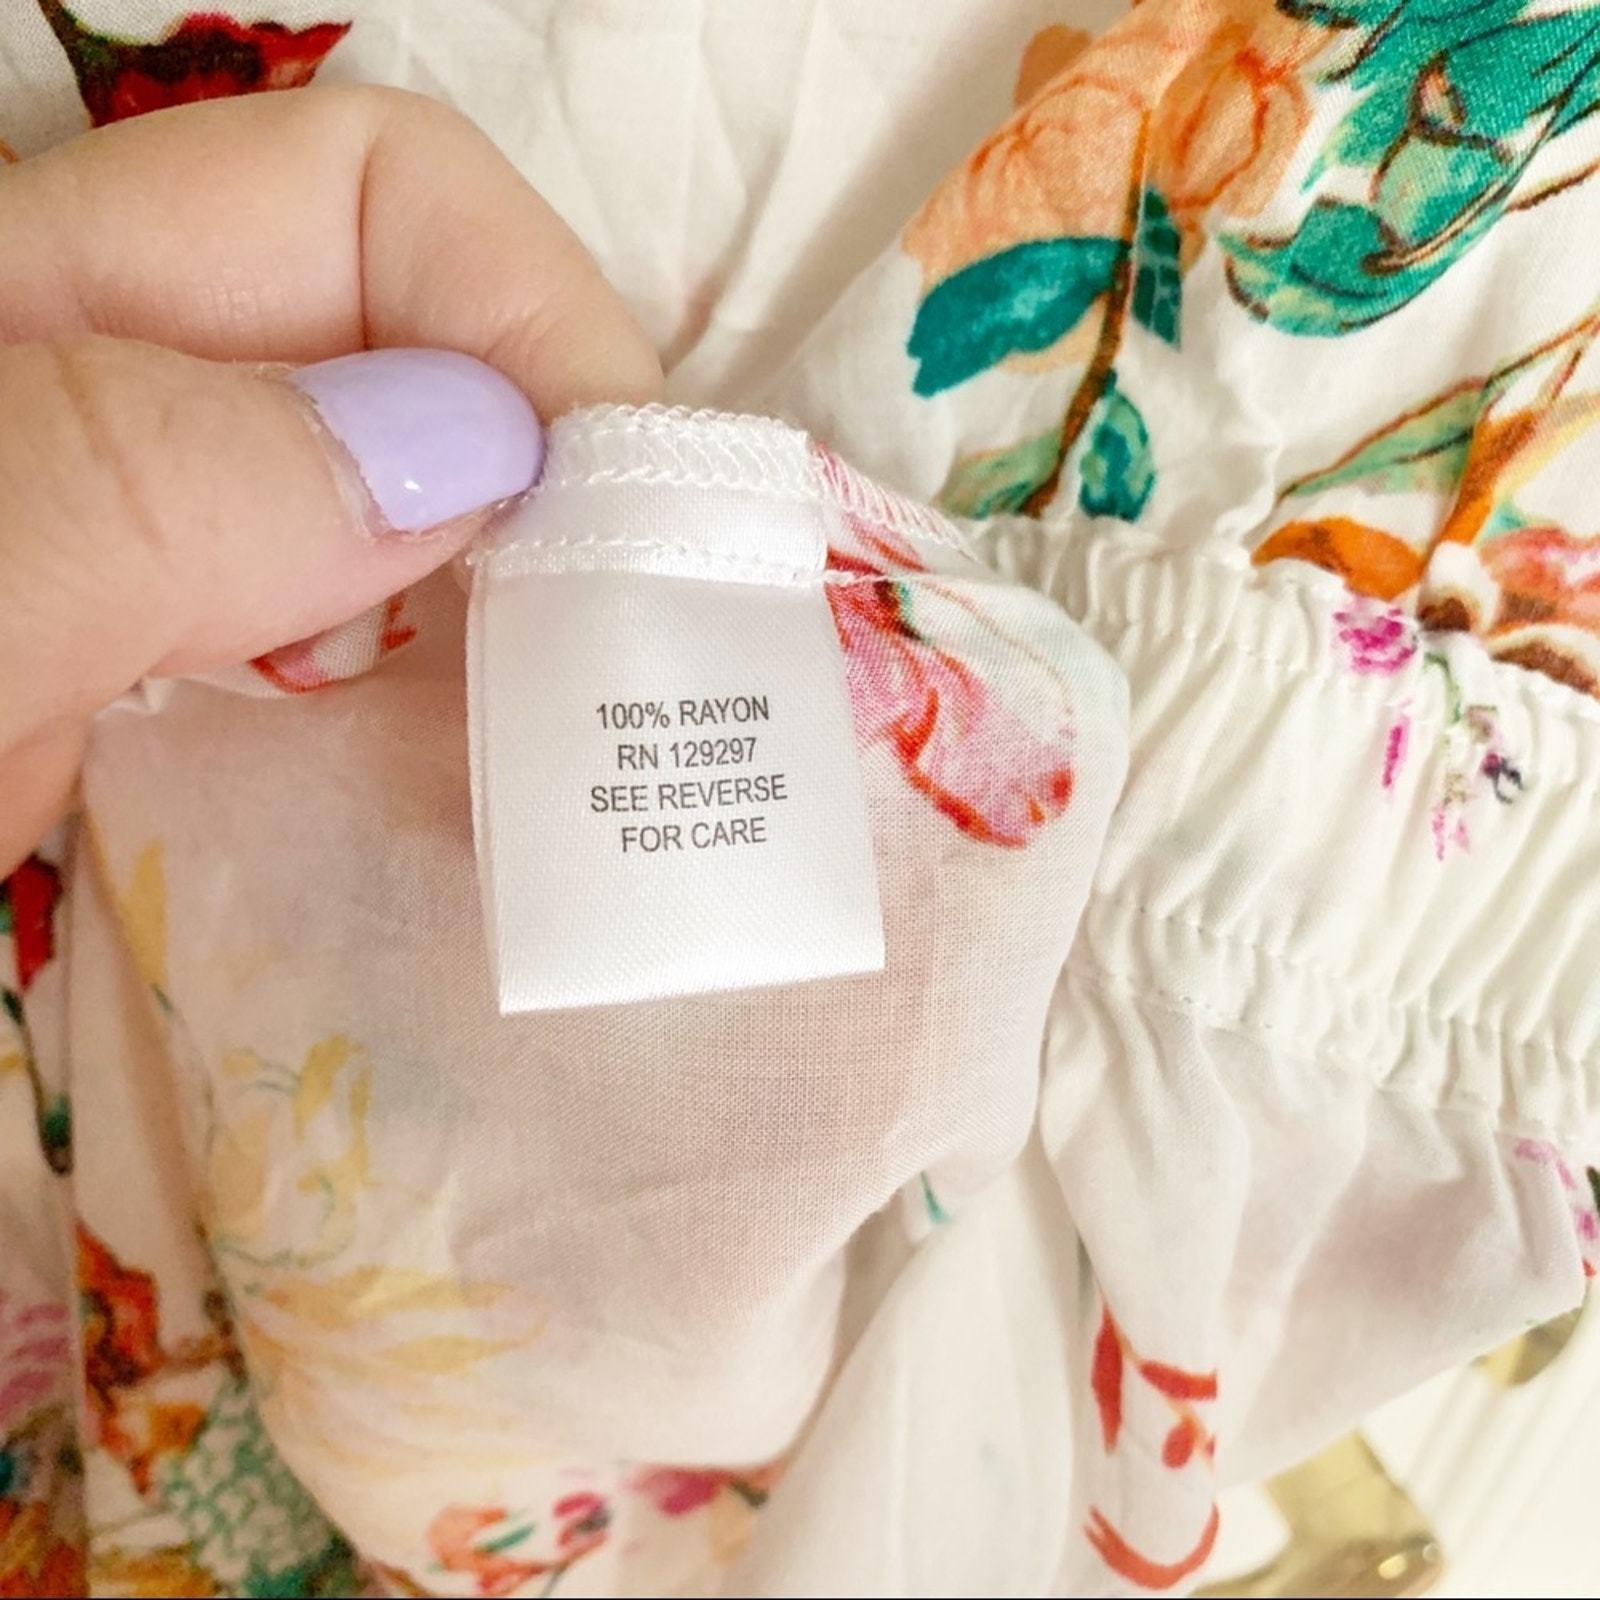 100% RAYON
RN 129297
SEE REVERSE
FOR CARE